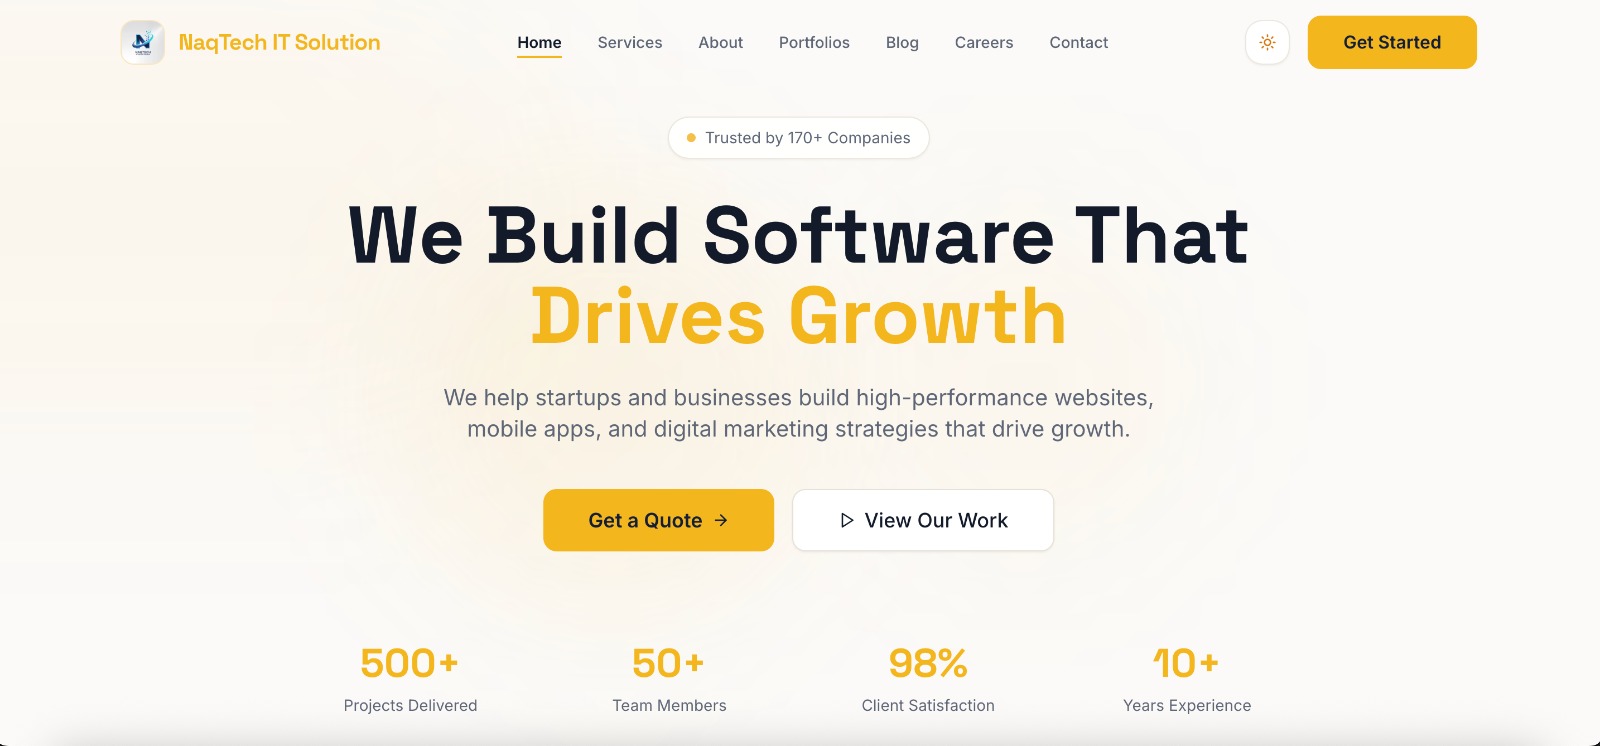 NaqTech IT Solution
Home
Services
About
Portfolios
Blog
Careers
Contact
Get Started
Trusted by 170+ Companies
We Build Software That
Drives Growth
We help startups and businesses build high-performance websites,
mobile apps, and digital marketing strategies that drive growth.
Get a Quote →
View Our Work
500+
Projects Delivered
50+
Team Members
98%
Client Satisfaction
10+
Years Experience